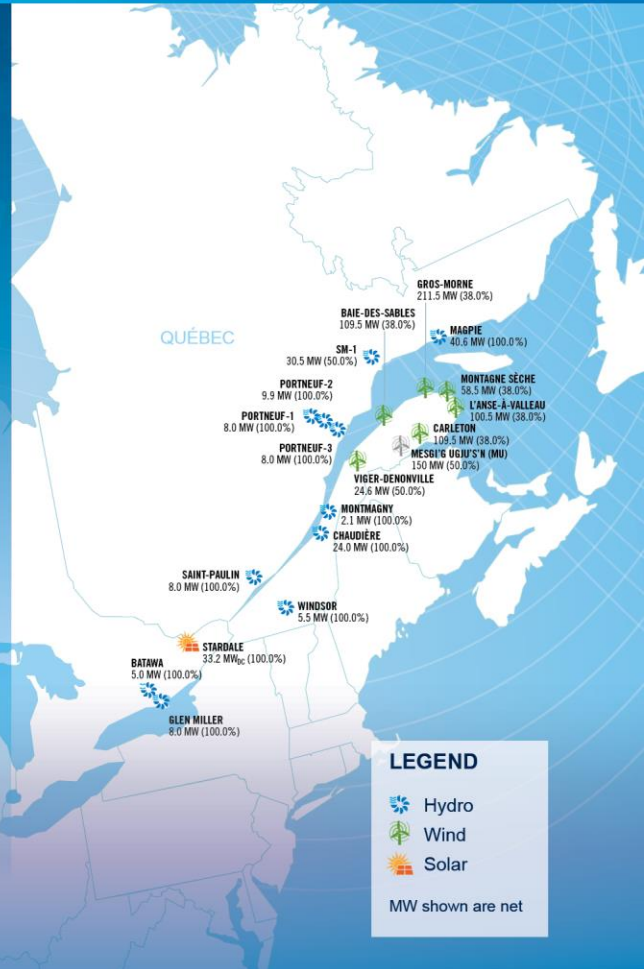 GROS-MORNE
211.5 MW (38.0%)
BAIE-DES-SABLES
109.5 MW (38.0%)
MAGPIE
40.6 MW (100.0%)
QUÉBEC
SM-1
30.5 MW (50.0%)
PORTNEUF-2
9.9 MW (100.0%)
MONTAGNE SÈCHE
58.5 MW (38.0%)
L'ANSE-À-VALLEAU
100.5 MW (38.0%)
PORTNEUF-1
8.0 MW (100.0%)
CARLETON
109.5 MW (38.0%)
PORTNEUF-3
8.0 MW (100.0%)
MESGI'G UGJU'S'N (MU)
150 MW (50.0%)
VIGER-DENONVILLE
24.6 MW (50.0%)
MONTMAGNY
2.1 MW (100.0%)
CHAUDIÈRE
24.0 MW (100.0%)
SAINT-PAULIN
8.0 MW (100.0%)
WINDSOR
5.5 MW (100.0%)
STARDALE
33.2 MWDC (100.0%)
BATAWA
5.0 MW (100.0%)
GLEN MILLER
8.0 MW (100.0%)
LEGEND
Hydro
Wind
Solar
MW shown are net